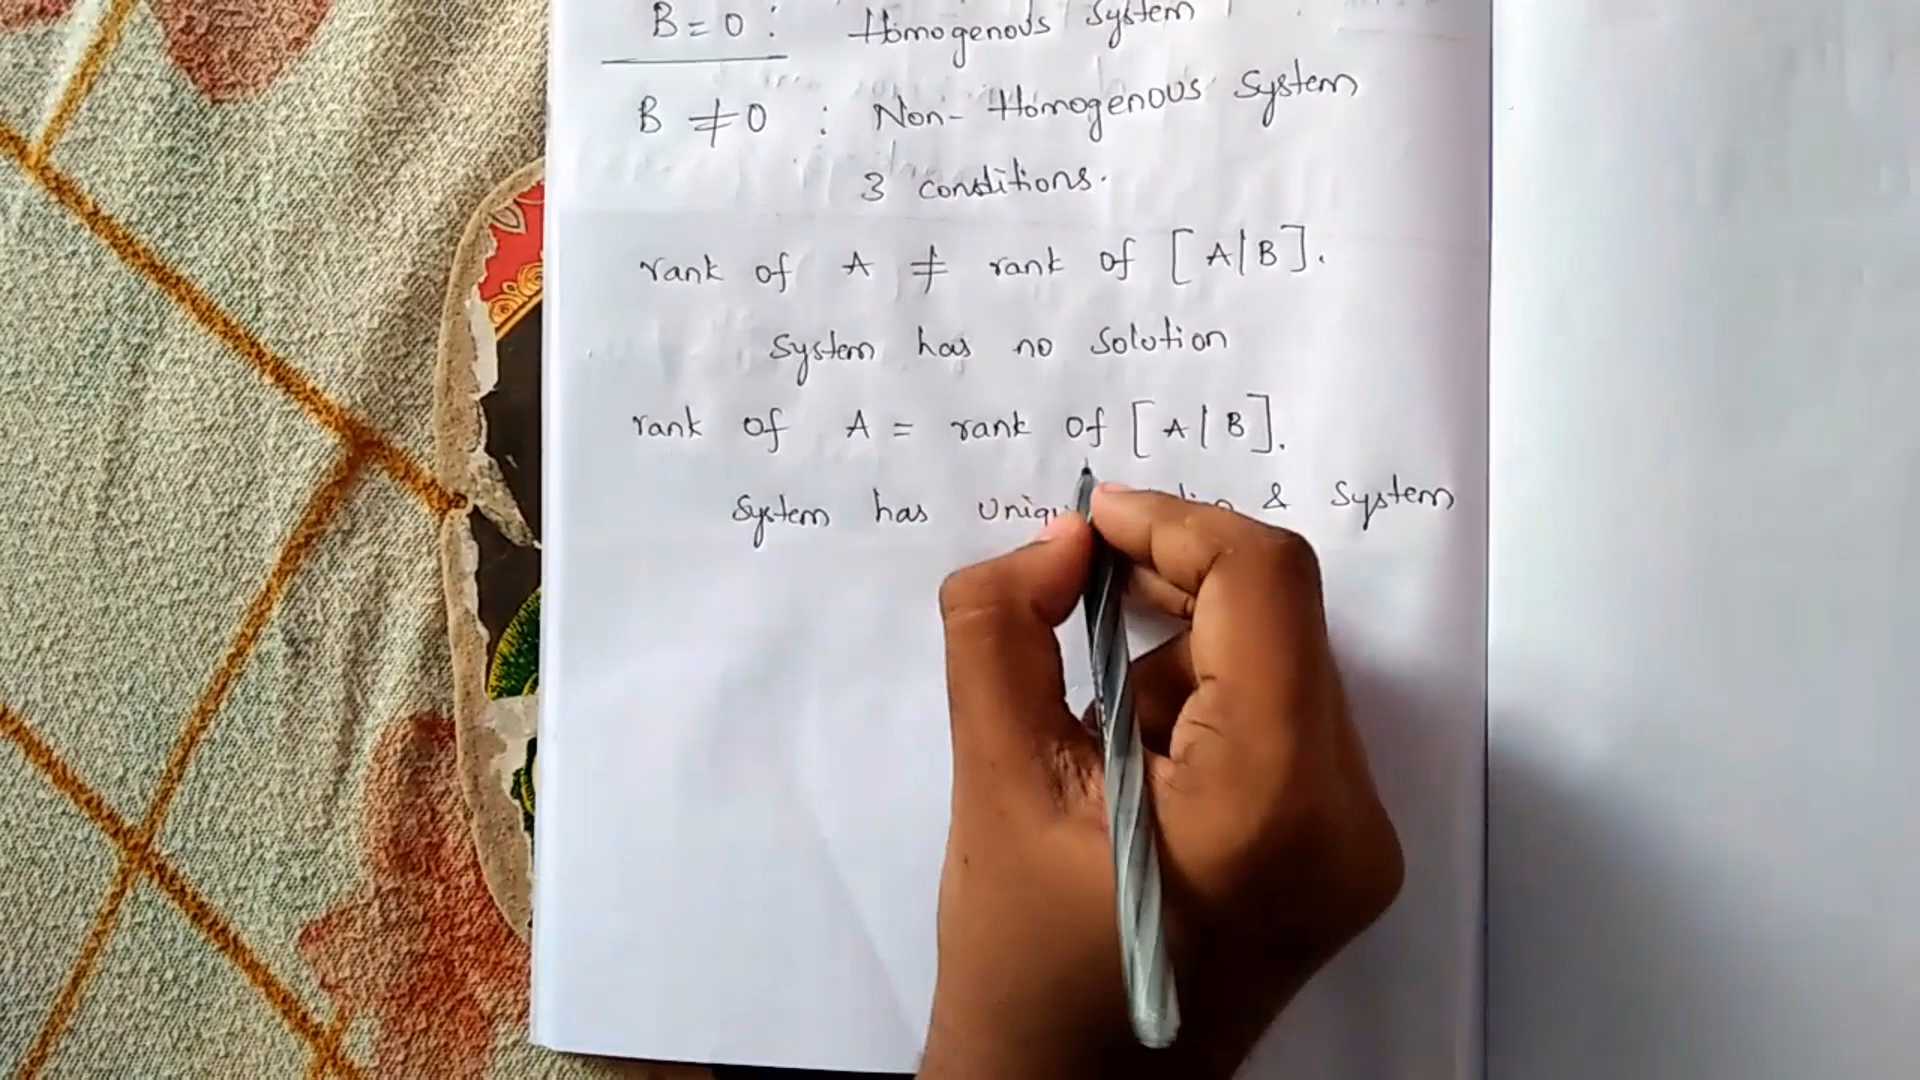 B = 0 : Homogenous System
B ≠ 0 : Non-Homogenous System
3 conditions.
rank of A ≠ rank of [A|B].
System has no solution
rank of A = rank of [A|B].
System has & System